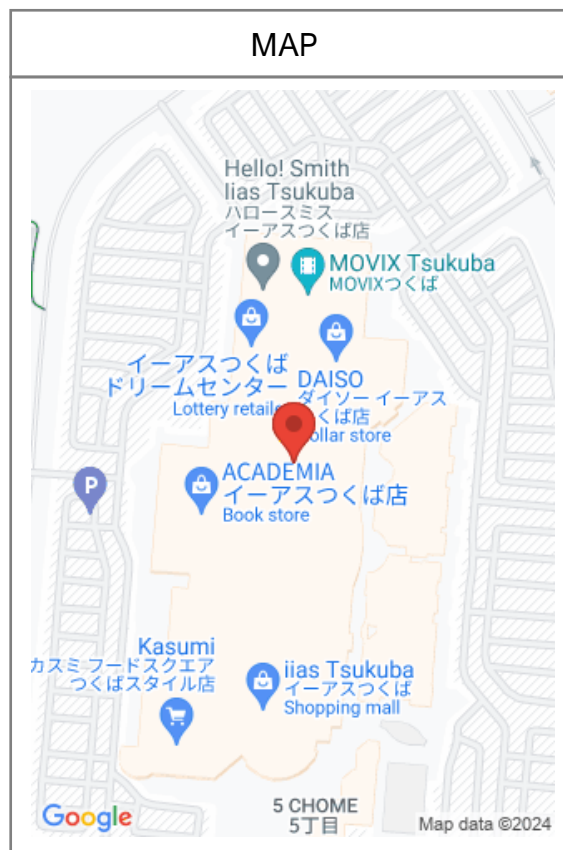 MAP
Hello! Smith
Iias Tsukuba
ハロースミス
イーアスつくば店
MOVIX Tsukuba
MOVIXつくば
イーアスつくば
ドリームセンター
Lottery retaile
DAISO
ダイソー イーアス
つくば店
ollar store
ACADEMIA
イーアスつくば店
Book store
Kasumi
カスミ フードスクエア
つくばスタイル店
iias Tsukuba
イーアスつくば
Shopping mall
P
5 CHOME
5丁目
Google
Map data ©2024